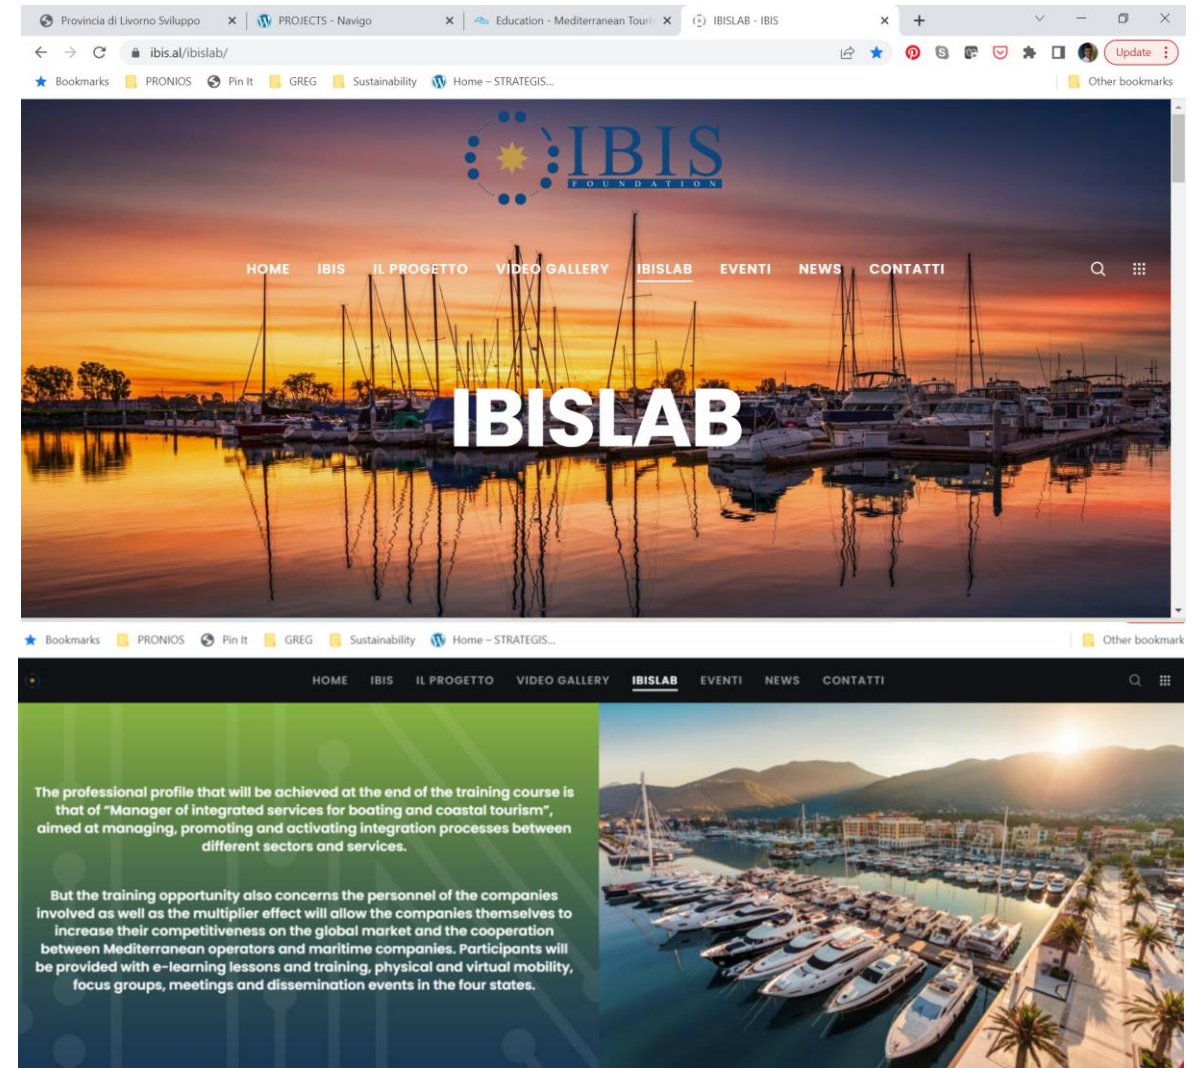 Provincia di Livorno Sviluppo
PROJECTS - Navigo
Education - Mediterranean Touri
IBISLAB - IBIS
ibis.al/ibislab/
Update
Bookmarks PRONIOS Pin It GREG Sustainability Home – STRATEGIS... Other bookmarks
IBIS
FOUNDATION
HOME IBIS IL PROGETTO VIDEO GALLERY IBISLAB EVENTI NEWS CONTATTI
IBISLAB
Bookmarks PRONIOS Pin It GREG Sustainability Home – STRATEGIS... Other bookmark
HOME IBIS IL PROGETTO VIDEO GALLERY IBISLAB EVENTI NEWS CONTATTI
The professional profile that will be achieved at the end of the training course is
that of “Manager of integrated services for boating and coastal tourism”,
aimed at managing, promoting and activating integration processes between
different sectors and services.
But the training opportunity also concerns the personnel of the companies
involved as well as the multiplier effect will allow the companies themselves to
increase their competitiveness on the global market and the cooperation
between Mediterranean operators and maritime companies. Participants will
be provided with e-learning lessons and training, physical and virtual mobility,
focus groups, meetings and dissemination events in the four states.